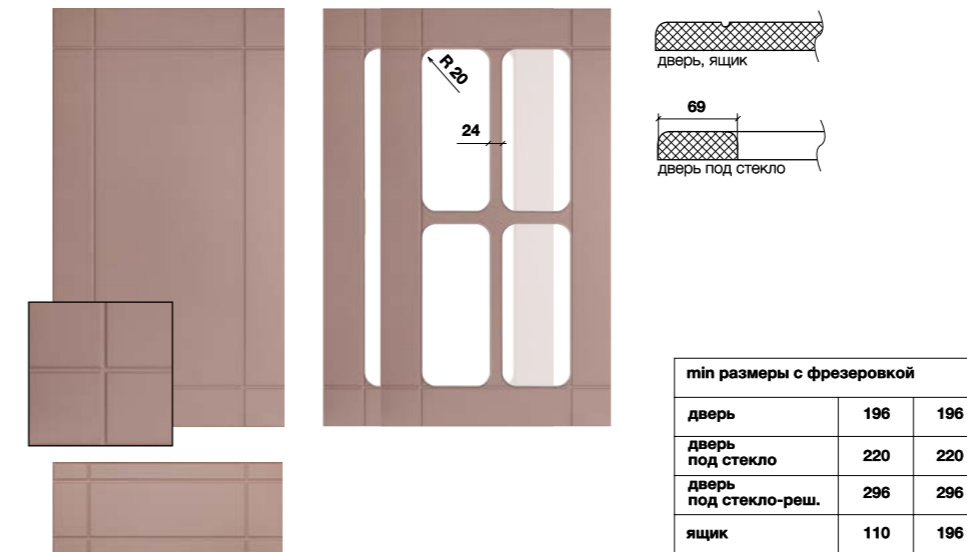 дверь, ящик
R 20
69
24
дверь под стекло
min размеры с фрезеровкой
дверь 196 196
дверь
под стекло 220 220
дверь
под стекло-реш. 296 296
ящик 110 196